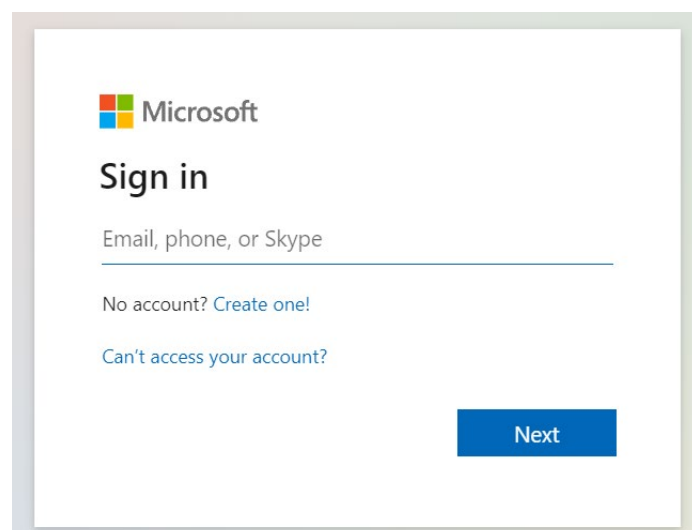 Microsoft
Sign in
Email, phone, or Skype
No account? Create one!
Can't access your account?
Next